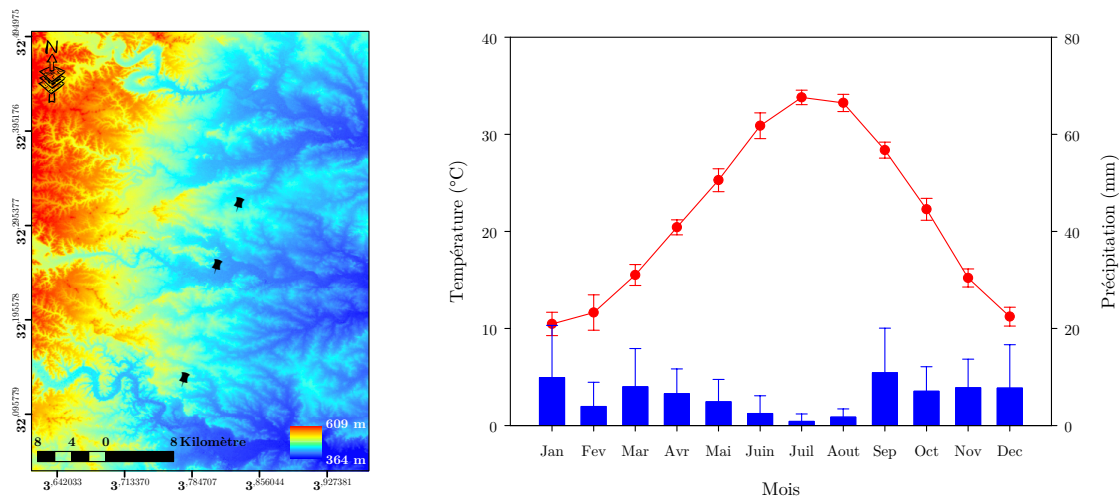 N
32.494975
32.395176
32.295377
32.195578
32.095779
8 4 0 8 Kilomètre
609 m
364 m
3.642033 3.713370 3.784707 3.856044 3.927381
Température (°C)
40
30
20
10
0
80
60
40
20
0
Précipitation (mm)
Jan Fev Mar Avr Mai Juin Juil Aout Sep Oct Nov Dec
Mois